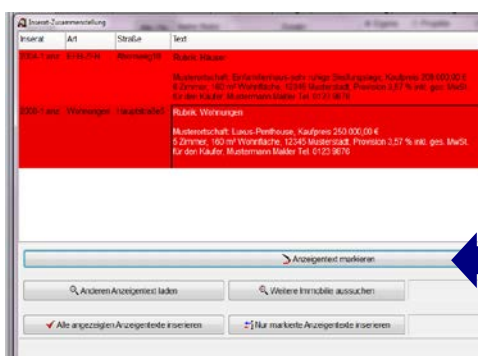 Inserat-Zusammenstellung
Inserat Art Straße Text
Rubrik: Häuser
Musterortschaft: Einfamilienhaus-sehr ruhige Siedlungslage, Kaufpreis 209.000,00 €
6 Zimmer, 160 m² Wohnfläche, 12345 Musterstadt, Provision 3,57 % inkl. ges. MwSt.
für den Käufer, Mustermann Makler Tel. 0123 9876
Wohnungen Rubrik: Wohnungen
Musterortschaft: Luxus-Penthouse, Kaufpreis 250.000,00 €
5 Zimmer, 160 m² Wohnfläche, 12345 Musterstadt, Provision 3,57 % inkl. ges. MwSt.
für den Käufer, Mustermann Makler Tel. 0123 9876
Anzeigentext markieren
Anderen Anzeigentext laden Weitere Immobilie aussuchen
Alle angezeigten Anzeigentexte inserieren Nur markierte Anzeigentexte inserieren